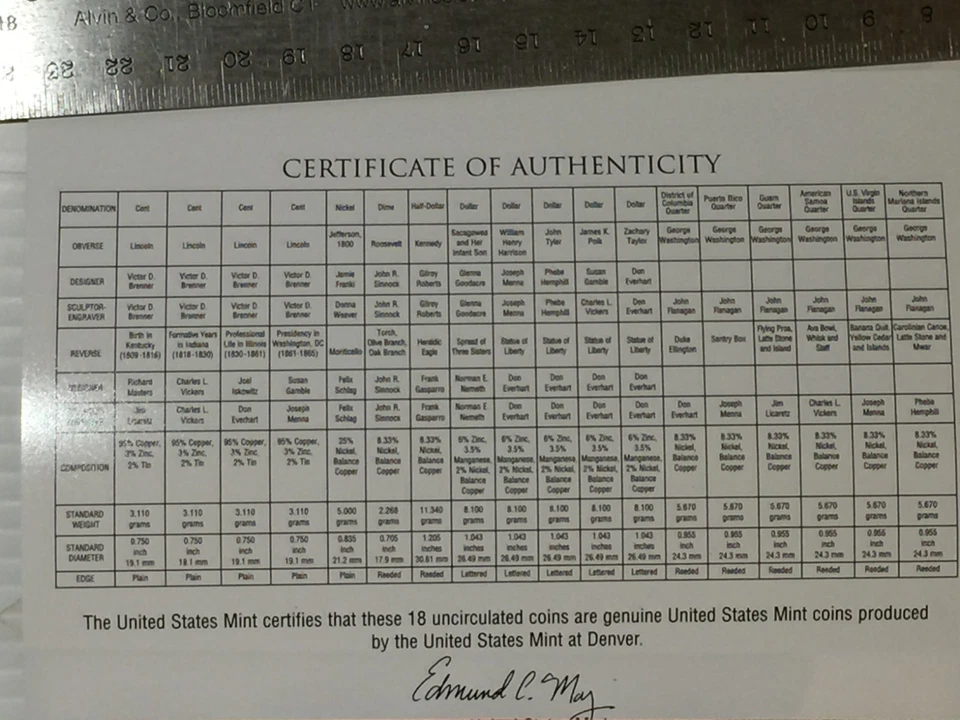 18
Alvin & Co., Bloomfield CT
23 22 21 20 19 18 17 16 15 14 13 12 11 10 9 8
CERTIFICATE OF AUTHENTICITY
DENOMINATION Cent Cent Cent Cent Nickel Dime Half-Dollar Dollar Dollar Dollar Dollar Dollar District of Columbia Quarter Puerto Rico Quarter Guam Quarter American Samoa Quarter U.S. Virgin Islands Quarter Northern Mariana Islands Quarter
OBVERSE Lincoln Lincoln Lincoln Lincoln Jefferson, 1800 Roosevelt Kennedy Sacagawea and Her Infant Son William Henry Harrison John Tyler James K. Polk Zachary Taylor George Washington George Washington George Washington George Washington George Washington George Washington
DESIGNER Victor D. Brenner Victor D. Brenner Victor D. Brenner Victor D. Brenner Jamie Franki John R. Sinnock Gilroy Roberts Glenna Goodacre Joseph Menna Phebe Hemphill Susan Gamble Don Everhart
SCULPTOR-ENGRAVER Victor D. Brenner Victor D. Brenner Victor D. Brenner Victor D. Brenner Donna Weaver John R. Sinnock Gilroy Roberts Glenna Goodacre Joseph Menna Phebe Hemphill Charles L. Vickers Don Everhart John Flanagan John Flanagan John Flanagan John Flanagan John Flanagan John Flanagan
REVERSE Birth in Kentucky (1809-1816) Formative Years in Indiana (1816-1830) Professional Life in Illinois (1830-1861) Presidency in Washington, DC (1861-1865) Monticello Torch, Olive Branch, Oak Branch Heraldic Eagle Spread of Three Sisters Statue of Liberty Statue of Liberty Statue of Liberty Statue of Liberty Duke Ellington Sentry Box Flying Proa, Latte Stone and Island Ava Bowl, Whisk and Staff Banana Quit, Yellow Cedar and Islands Carolinian Canoe, Latte Stone and Mwar
DESIGNER Richard Masters Charles L. Vickers Joel Iskowitz Susan Gamble Felix Schlag John R. Sinnock Frank Gasparro Norman E. Nemeth Don Everhart Don Everhart Don Everhart Don Everhart
Jim Licaretz Charles L. Vickers Don Everhart Joseph Menna Felix Schlag John R. Sinnock Frank Gasparro Norman E. Nemeth Don Everhart Don Everhart Don Everhart Don Everhart Don Everhart Joseph Menna Jim Licaretz Charles L. Vickers Joseph Menna Phebe Hemphill
COMPOSITION 95% Copper, 3% Zinc, 2% Tin 95% Copper, 3% Zinc, 2% Tin 95% Copper, 3% Zinc, 2% Tin 95% Copper, 3% Zinc, 2% Tin 25% Nickel, Balance Copper 8.33% Nickel, Balance Copper 8.33% Nickel, Balance Copper 6% Zinc, 3.5% Manganese, 2% Nickel, Balance Copper 6% Zinc, 3.5% Manganese, 2% Nickel, Balance Copper 6% Zinc, 3.5% Manganese, 2% Nickel, Balance Copper 6% Zinc, 3.5% Manganese, 2% Nickel, Balance Copper 6% Zinc, 3.5% Manganese, 2% Nickel, Balance Copper 8.33% Nickel, Balance Copper 8.33% Nickel, Balance Copper 8.33% Nickel, Balance Copper 8.33% Nickel, Balance Copper 8.33% Nickel, Balance Copper 8.33% Nickel, Balance Copper
STANDARD WEIGHT 3.110 grams 3.110 grams 3.110 grams 3.110 grams 5.000 grams 2.268 grams 11.340 grams 8.100 grams 8.100 grams 8.100 grams 8.100 grams 8.100 grams 5.670 grams 5.670 grams 5.670 grams 5.670 grams 5.670 grams 5.670 grams
STANDARD DIAMETER 0.750 inch 19.1 mm 0.750 inch 19.1 mm 0.750 inch 19.1 mm 0.750 inch 19.1 mm 0.835 inch 21.2 mm 0.705 inch 17.9 mm 1.205 inches 30.61 mm 1.043 inches 26.49 mm 1.043 inches 26.49 mm 1.043 inches 26.49 mm 1.043 inches 26.49 mm 1.043 inches 26.49 mm 0.955 inch 24.3 mm 0.955 inch 24.3 mm 0.955 inch 24.3 mm 0.955 inch 24.3 mm 0.955 inch 24.3 mm 0.955 inch 24.3 mm
EDGE Plain Plain Plain Plain Plain Reeded Reeded Lettered Lettered Lettered Lettered Lettered Reeded Reeded Reeded Reeded Reeded Reeded
The United States Mint certifies that these 18 uncirculated coins are genuine United States Mint coins produced
by the United States Mint at Denver.
Edmund C. Moy